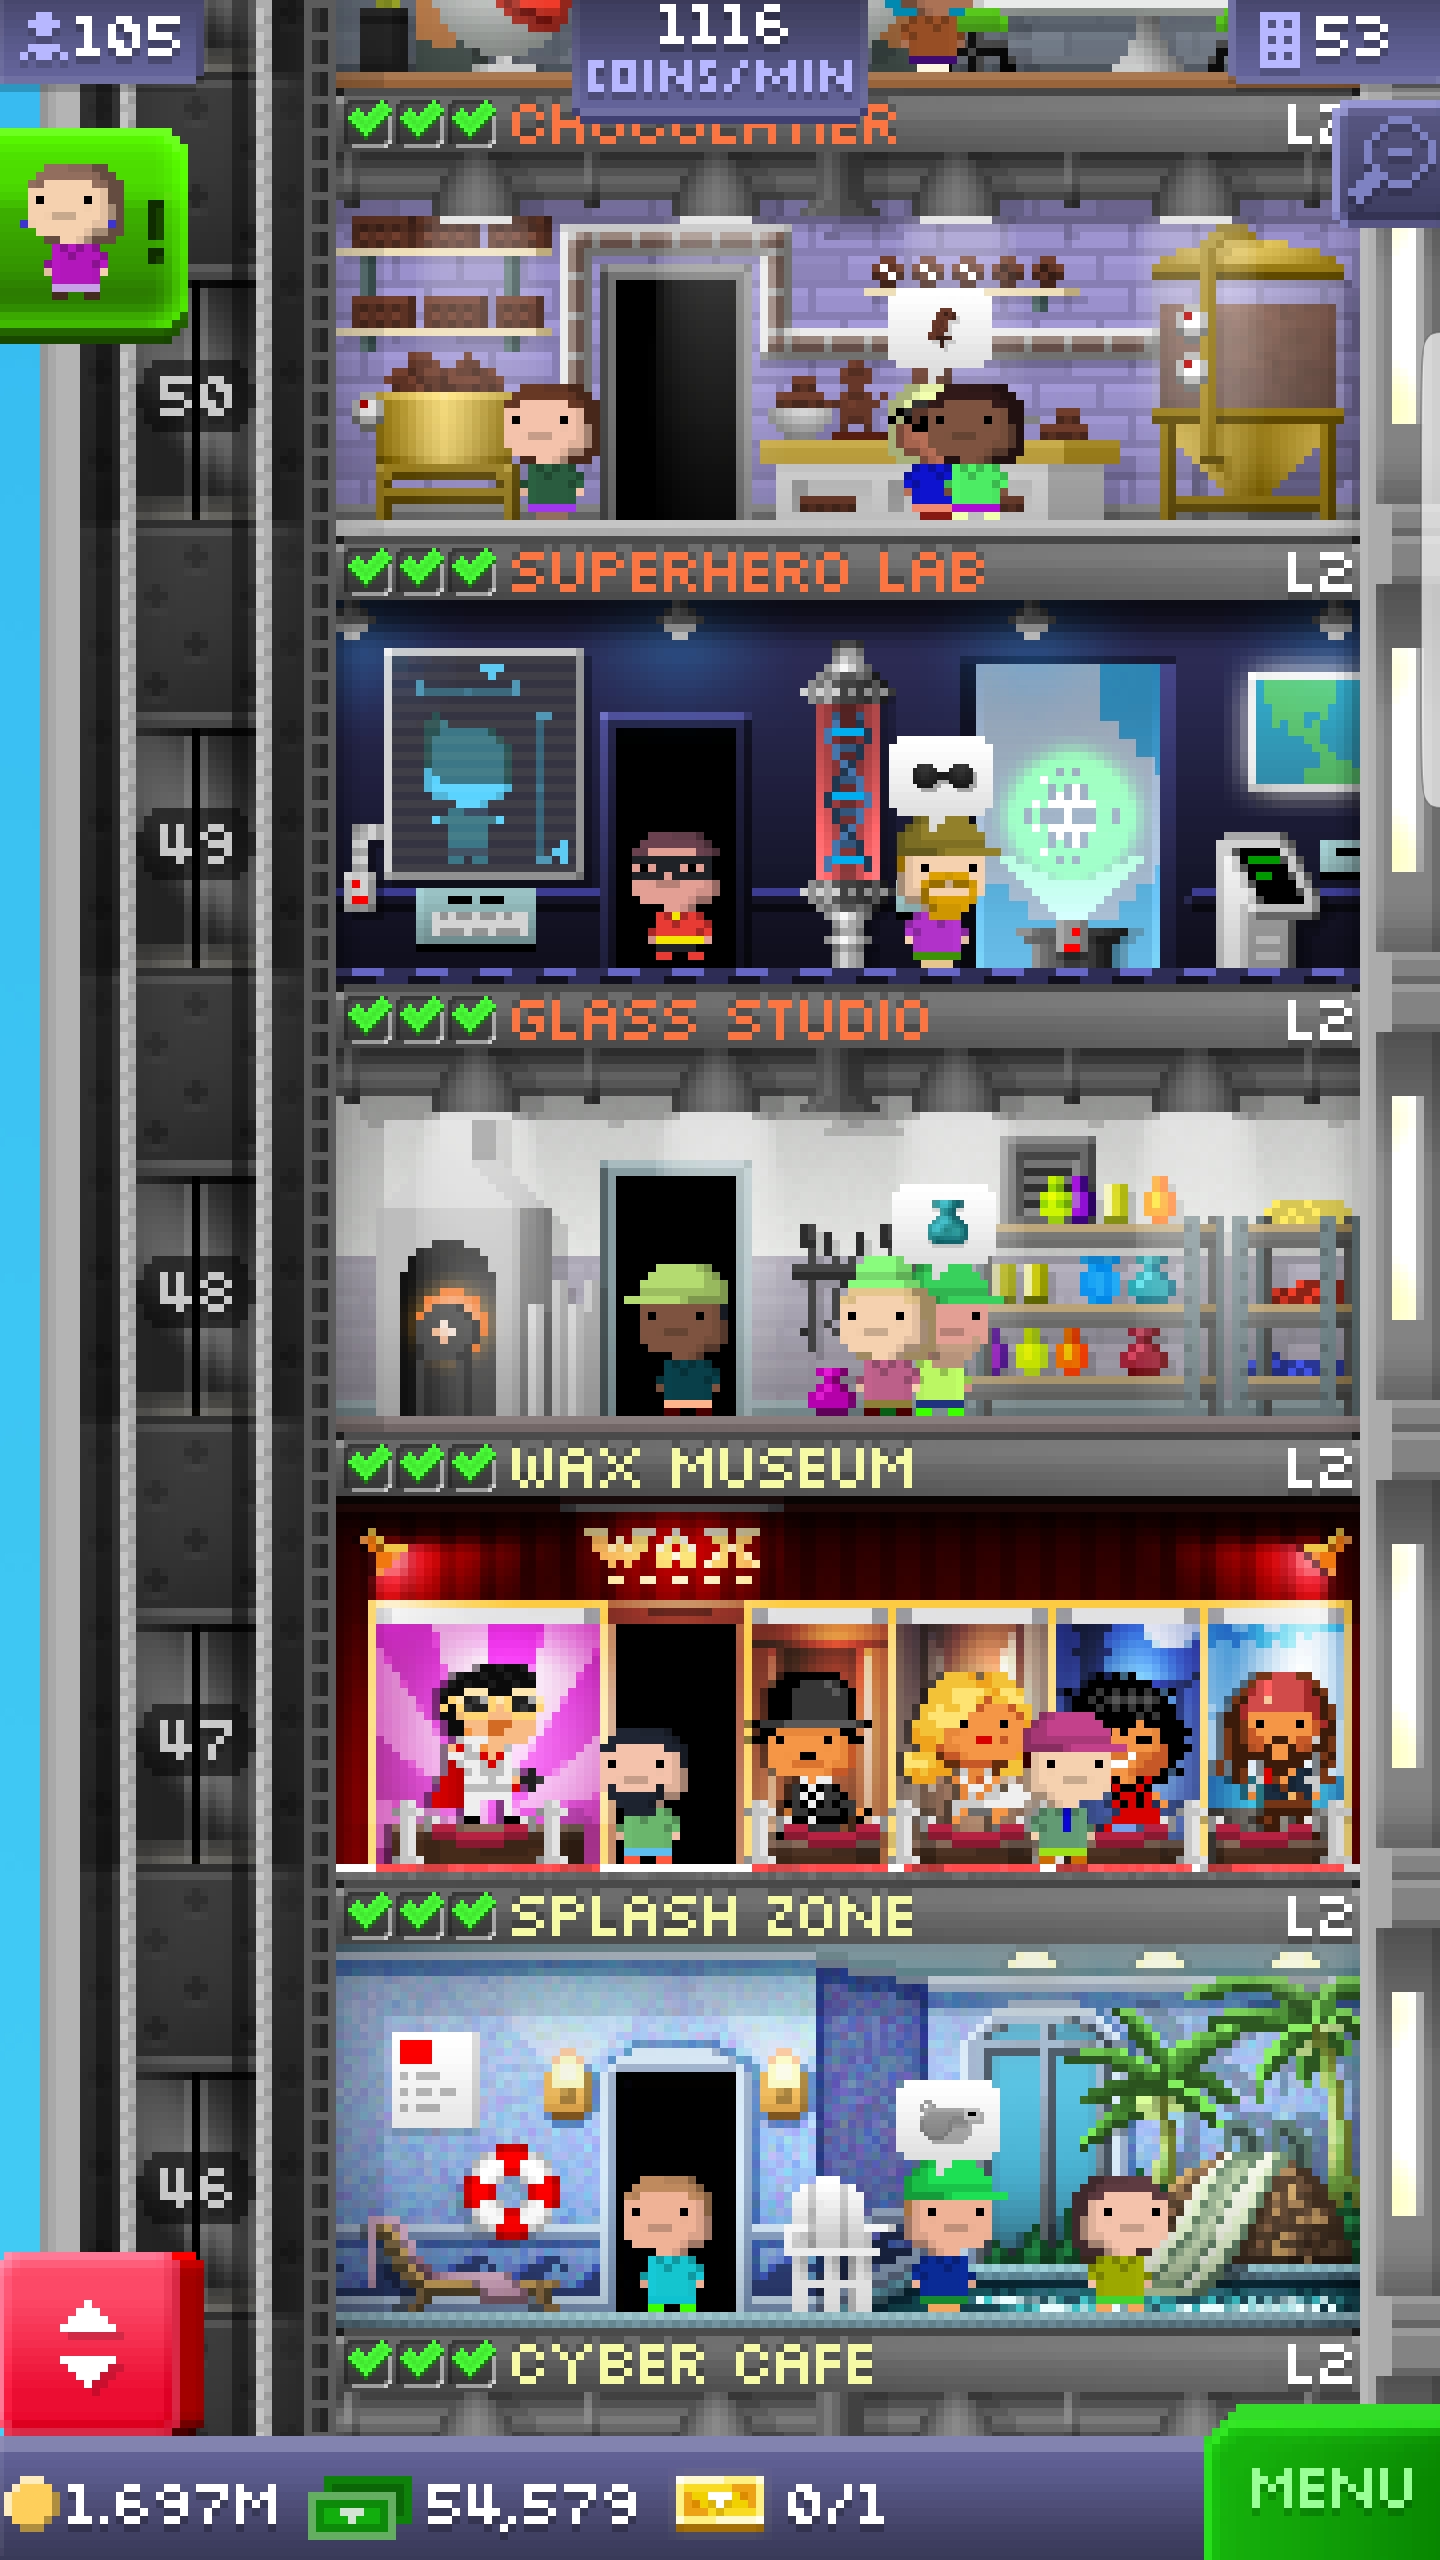 105
1116
COINS/MIN
53
CHOCOLATIER
L2
50
SUPERHERO LAB
L2
49
GLASS STUDIO
L2
48
WAX MUSEUM
L2
WAX
47
SPLASH ZONE
L2
46
CYBER CAFE
L2
1.697M
54,579
0/1
MENU